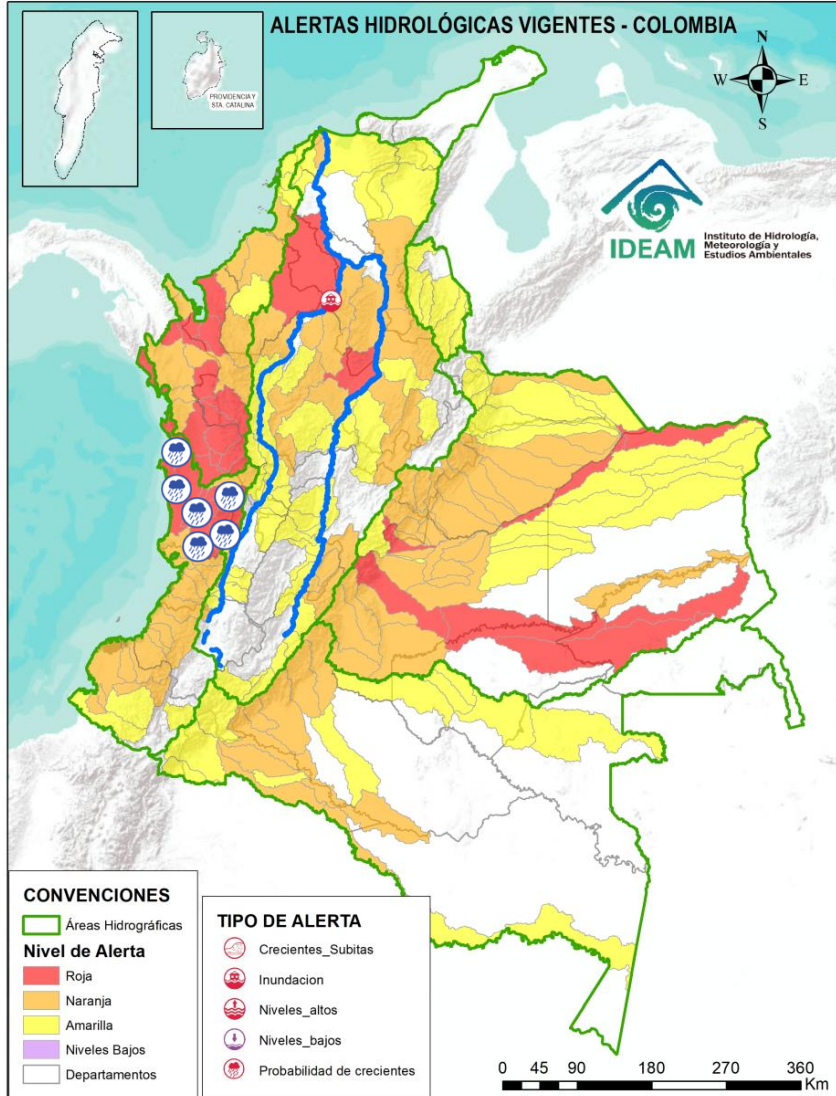 ALERTAS HIDROLÓGICAS VIGENTES - COLOMBIA
PROVIDENCIA Y
STA. CATALINA
N
W
E
S
IDEAM
Instituto de Hidrología,
Meteorología y
Estudios Ambientales
CONVENCIONES
Áreas Hidrográficas
Nivel de Alerta
Roja
Naranja
Amarilla
Niveles Bajos
Departamentos
TIPO DE ALERTA
Crecientes_Subitas
Inundacion
Niveles_altos
Niveles_bajos
Probabilidad de crecientes
0 45 90 180 270 360
Km